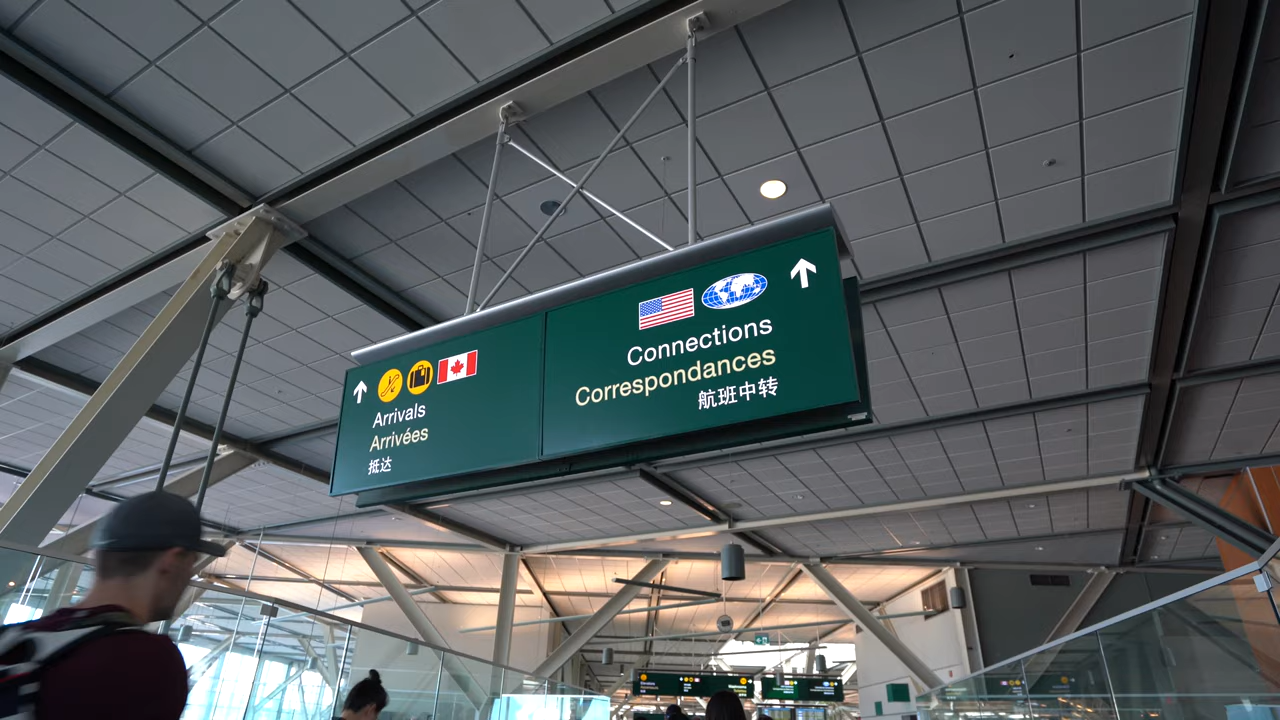 Arrivals
Arrivées
抵达
Connections
Correspondances
航班中转